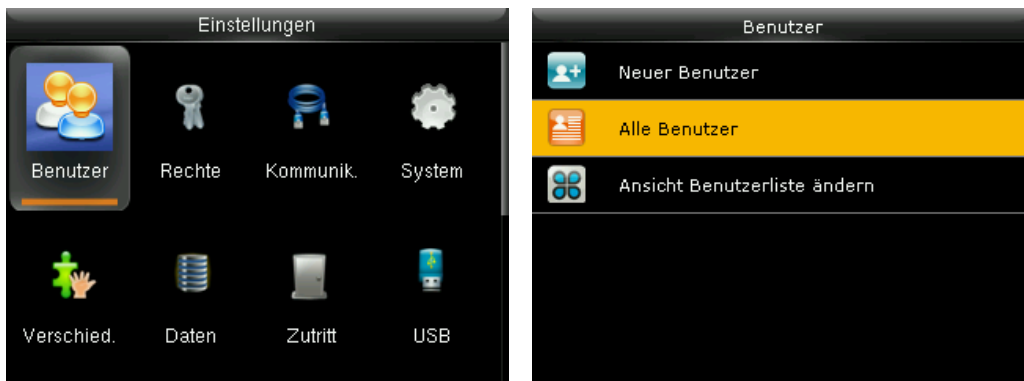 Einstellungen
Benutzer Rechte Kommunik. System
Verschied. Daten Zutritt USB
Benutzer
Neuer Benutzer
Alle Benutzer
Ansicht Benutzerliste ändern